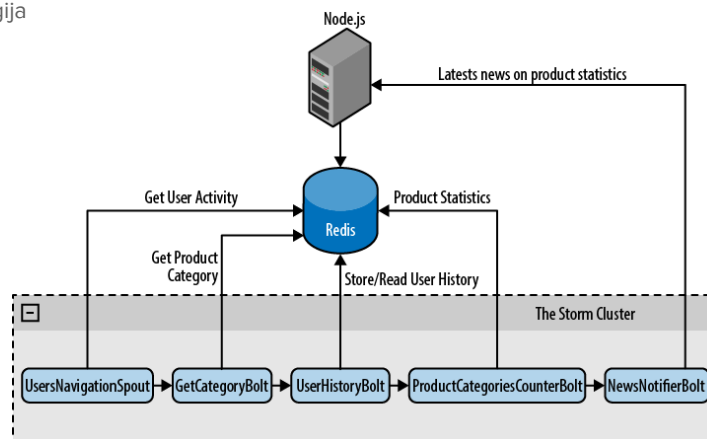 Node.js
Latests news on product statistics
Get User Activity
Product Statistics
Redis
Get Product
Category
Store/Read User History
The Storm Cluster
UsersNavigationSpout
GetCategoryBolt
UserHistoryBolt
ProductCategoriesCounterBolt
NewsNotifierBolt